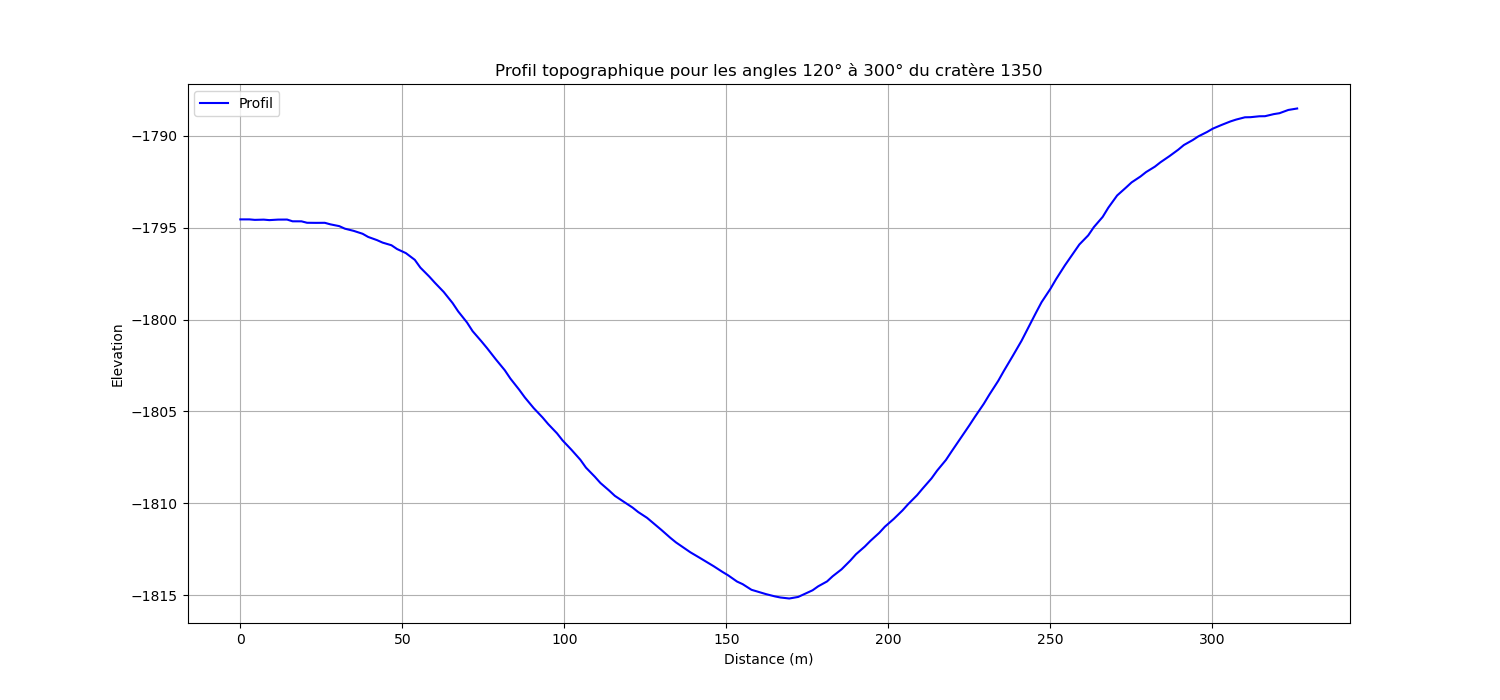 Profil topographique pour les angles 120° à 300° du cratère 1350
Profil
−1790
−1795
−1800
−1805
−1810
−1815
Elevation
0 50 100 150 200 250 300
Distance (m)